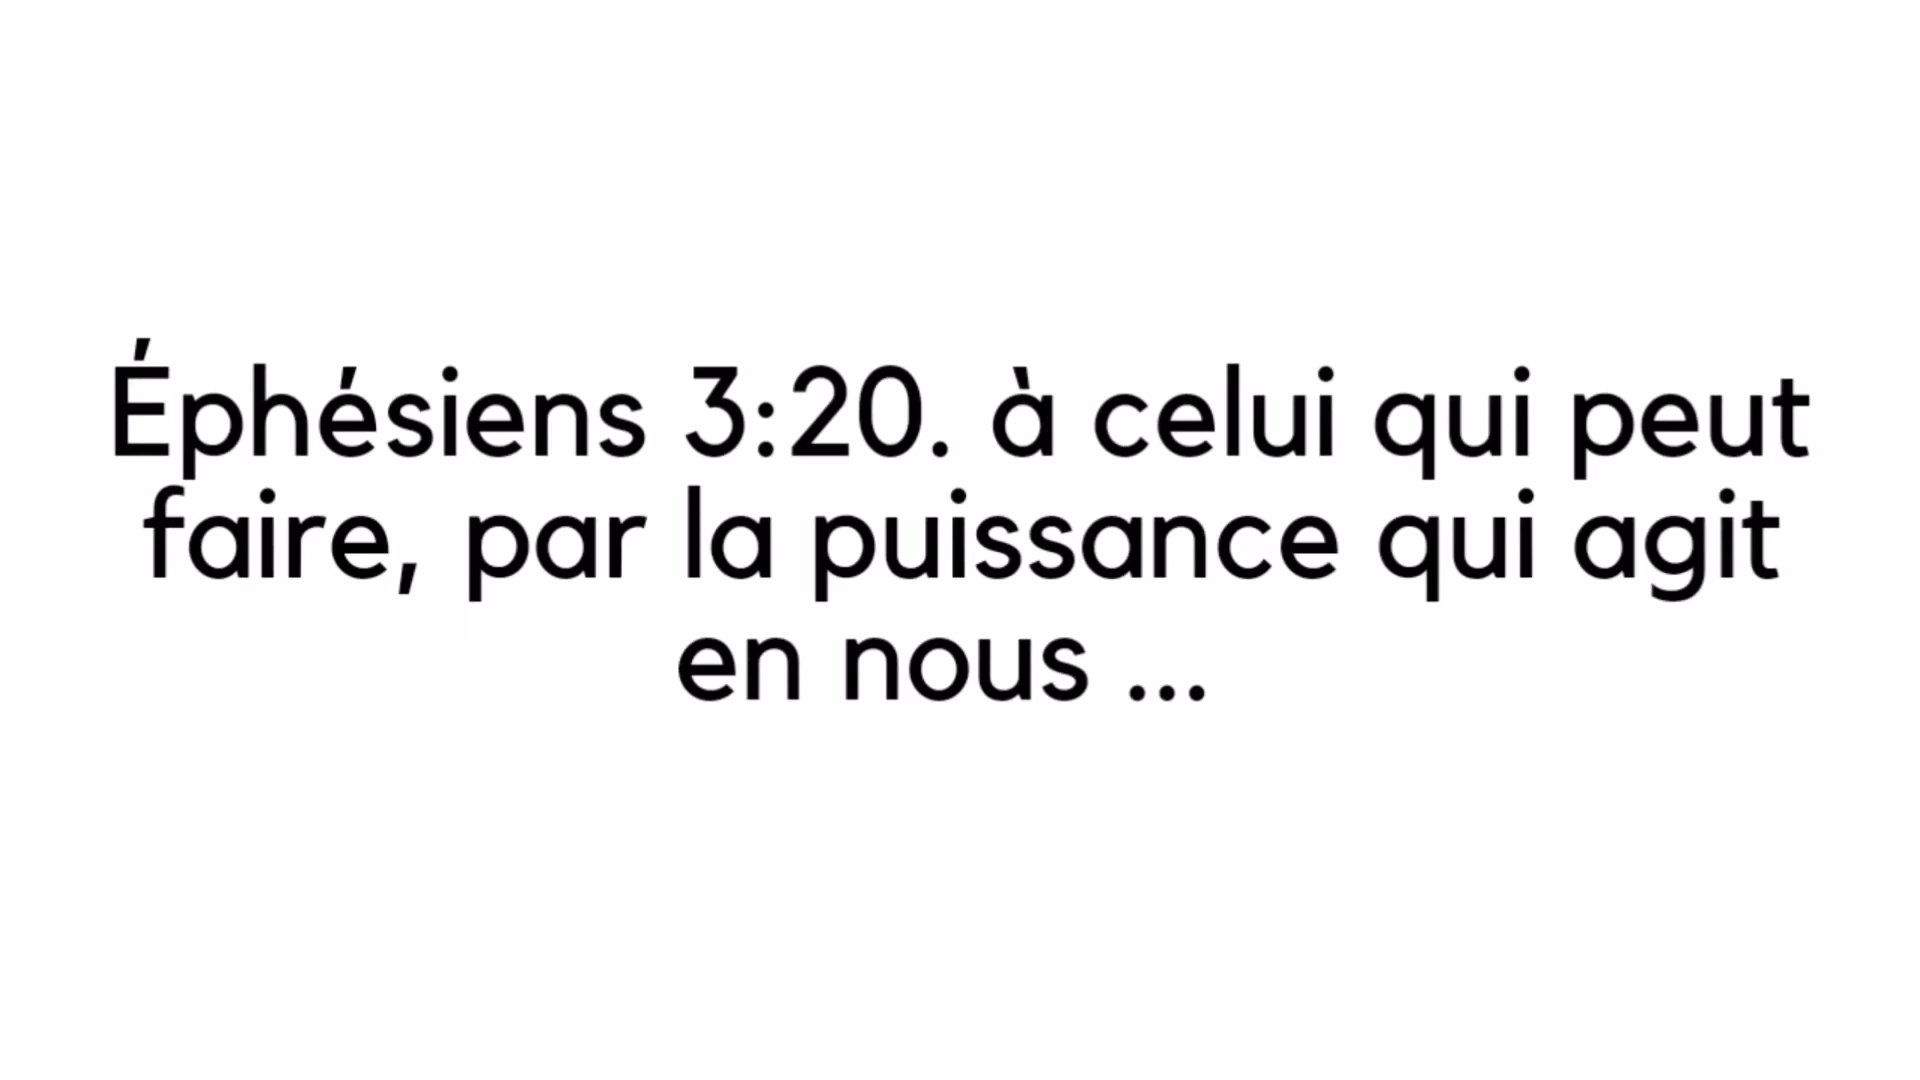 Éphésiens 3:20. à celui qui peut
faire, par la puissance qui agit
en nous ...